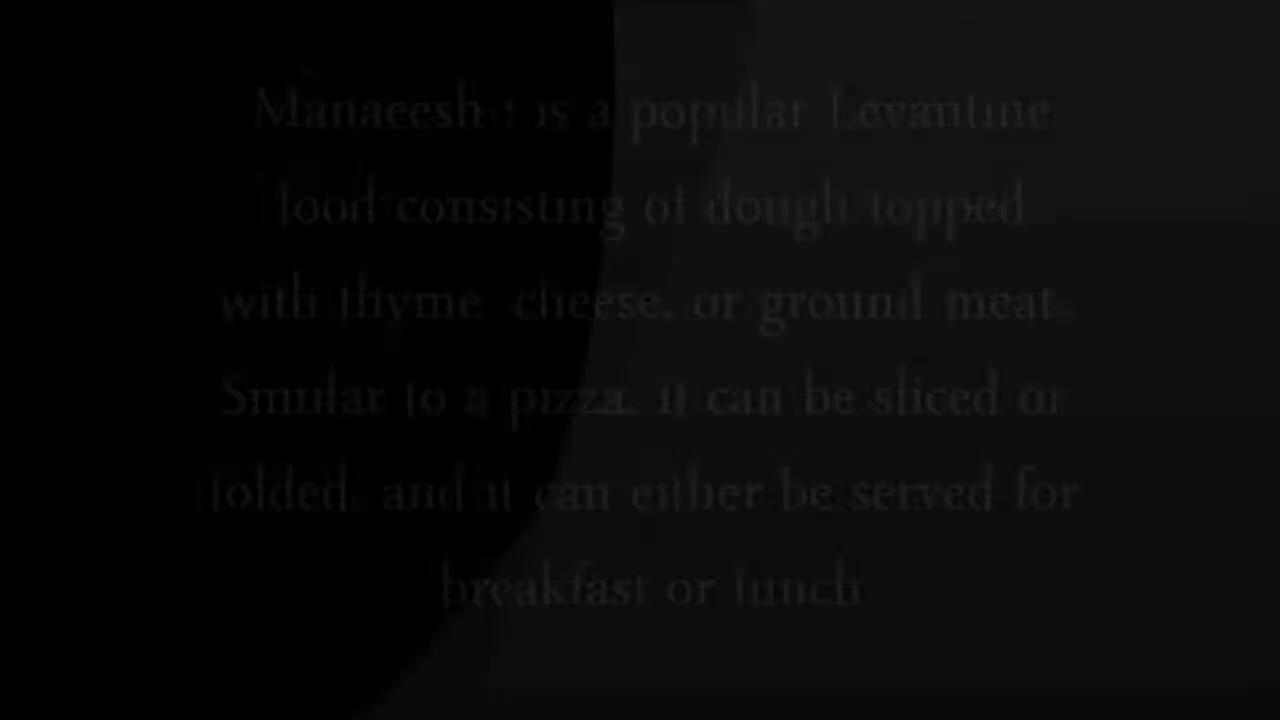 Manaeesh : is a popular Levantine
food consisting of dough topped
with thyme, cheese, or ground meat.
Similar to a pizza, it can be sliced or
folded, and it can either be served for
breakfast or lunch